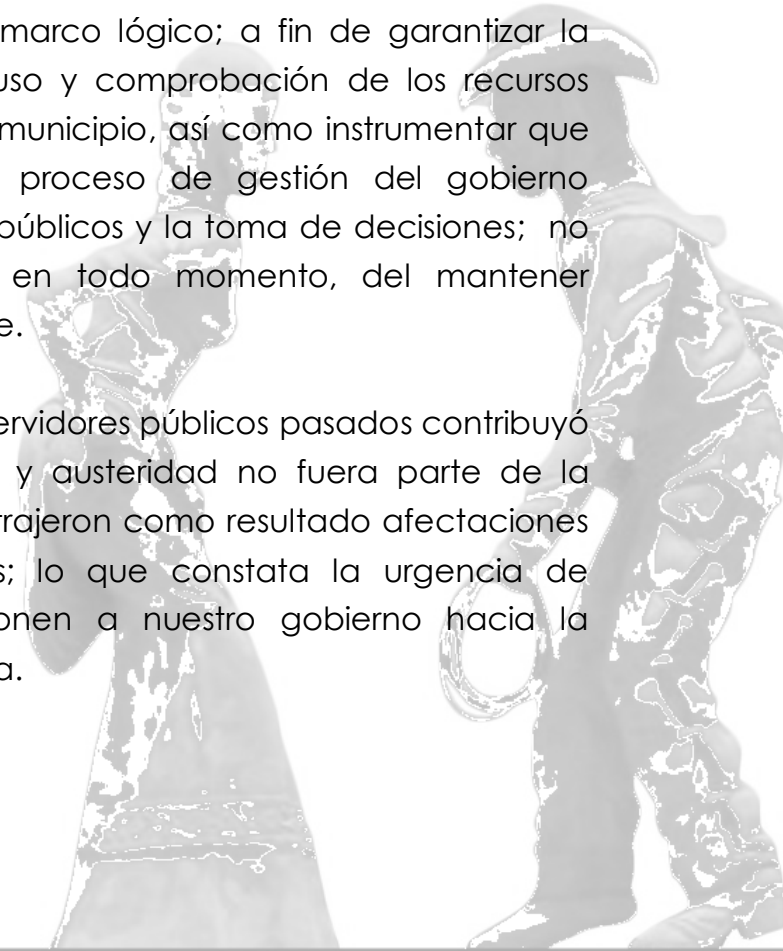 marco lógico; a fin de garantizar la
uso y comprobación de los recursos
municipio, así como instrumentar que
proceso de gestión del gobierno
públicos y la toma de decisiones; no
en todo momento, del mantener
e.
ervidores públicos pasados contribuyó
y austeridad no fuera parte de la
trajeron como resultado afectaciones
s; lo que constata la urgencia de
onen a nuestro gobierno hacia la
a.